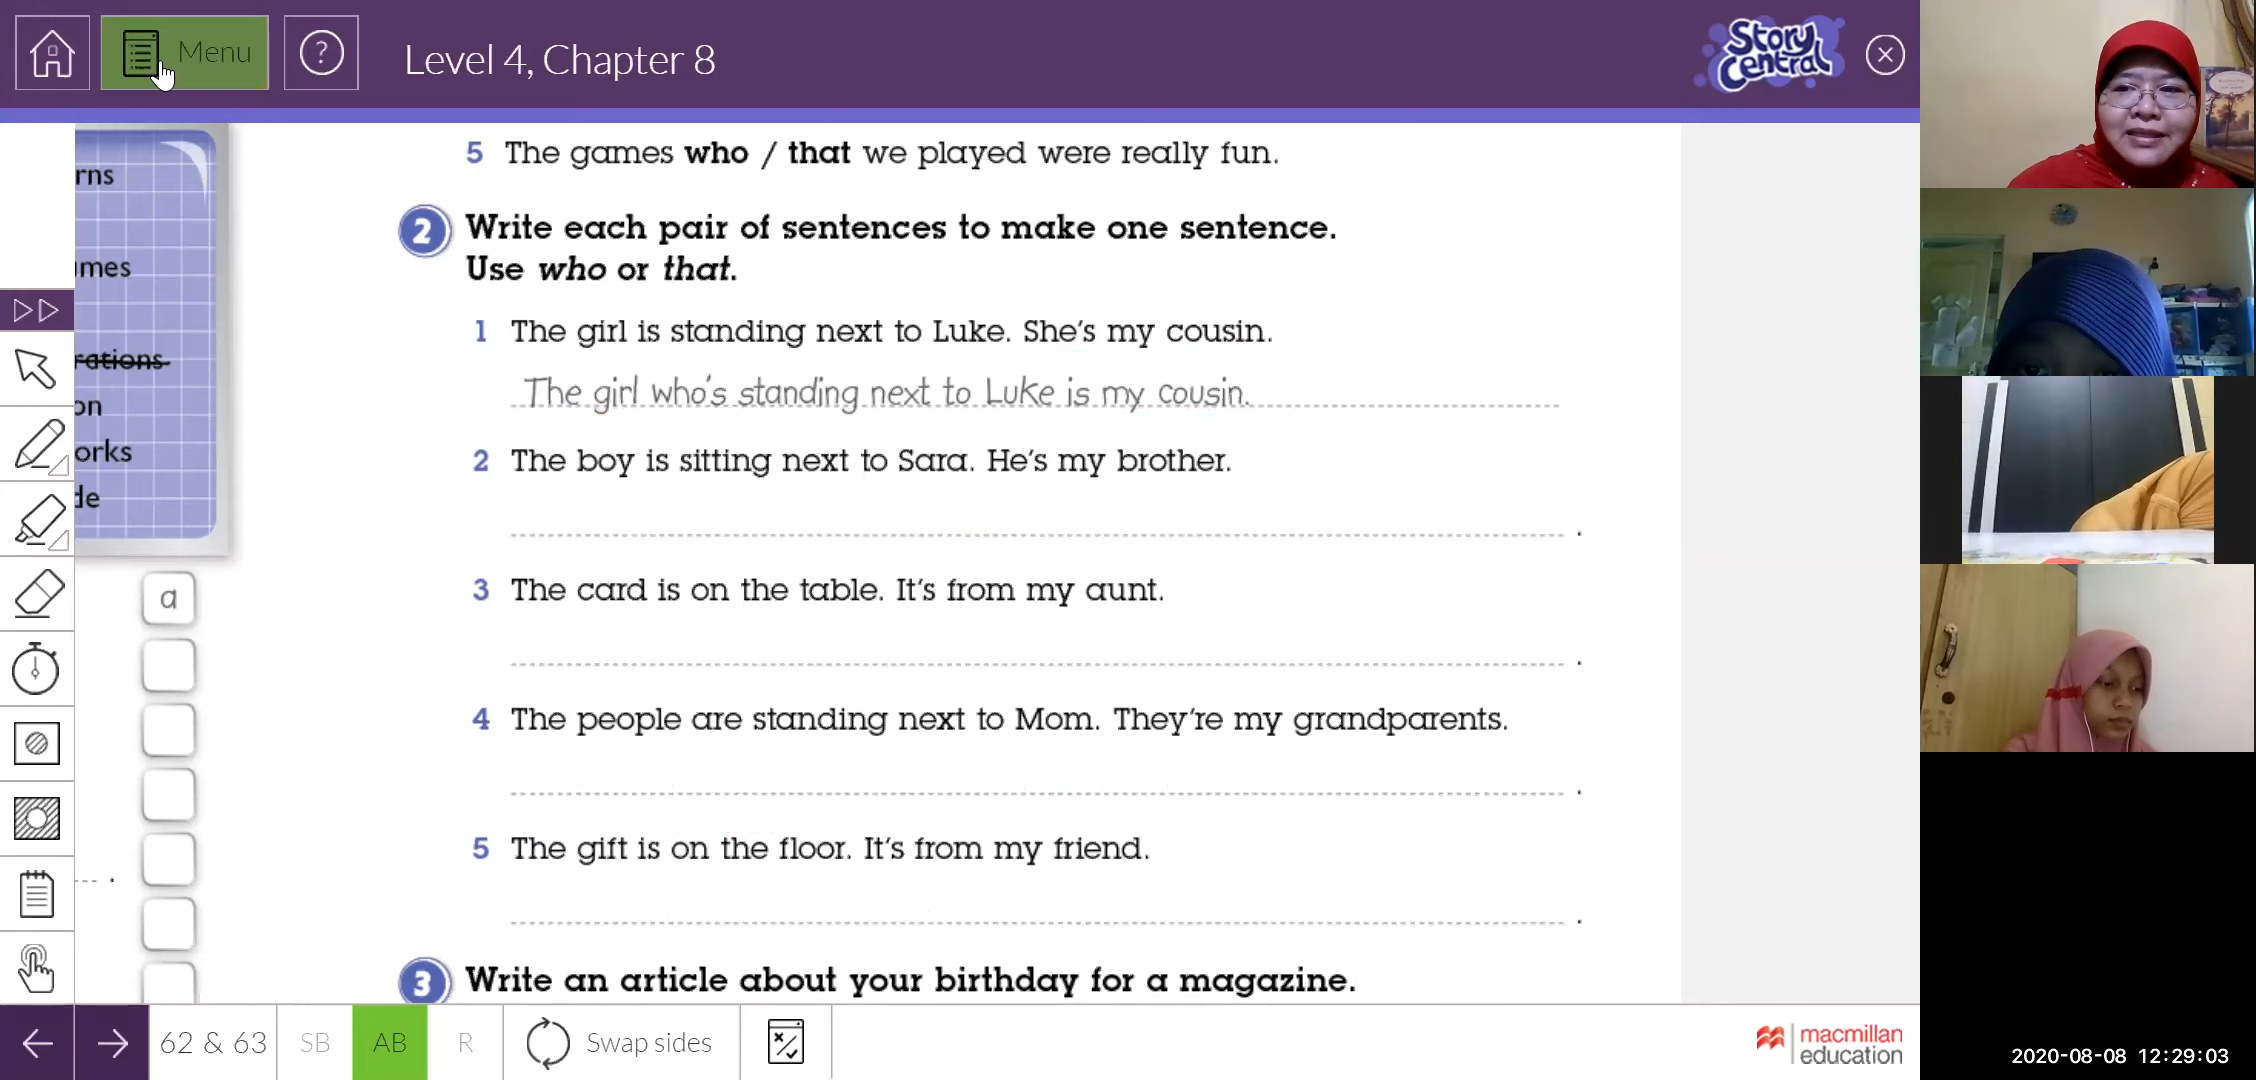 Menu
?
Level 4, Chapter 8
Story Central
5 The games who / that we played were really fun.
rns
mes
rations
on
orks
de
2 Write each pair of sentences to make one sentence.
Use who or that.
1 The girl is standing next to Luke. She's my cousin.
The girl who's standing next to Luke is my cousin.
2 The boy is sitting next to Sara. He's my brother.
3 The card is on the table. It's from my aunt.
a
4 The people are standing next to Mom. They're my grandparents.
5 The gift is on the floor. It's from my friend.
3 Write an article about your birthday for a magazine.
62 & 63
SB
AB
R
Swap sides
macmillan
education
2020-08-08 12:29:03